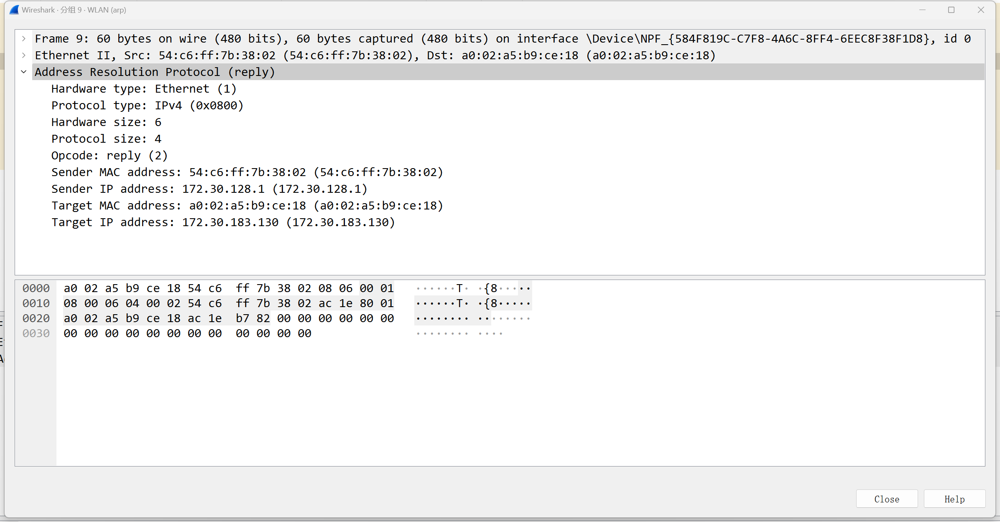 Wireshark · 分组 9 · WLAN (arp)
Frame 9: 60 bytes on wire (480 bits), 60 bytes captured (480 bits) on interface \Device\NPF_{584F819C-C7F8-4A6C-8FF4-6EEC8F38F1D8}, id 0
Ethernet II, Src: 54:c6:ff:7b:38:02 (54:c6:ff:7b:38:02), Dst: a0:02:a5:b9:ce:18 (a0:02:a5:b9:ce:18)
Address Resolution Protocol (reply)
Hardware type: Ethernet (1)
Protocol type: IPv4 (0x0800)
Hardware size: 6
Protocol size: 4
Opcode: reply (2)
Sender MAC address: 54:c6:ff:7b:38:02 (54:c6:ff:7b:38:02)
Sender IP address: 172.30.128.1 (172.30.128.1)
Target MAC address: a0:02:a5:b9:ce:18 (a0:02:a5:b9:ce:18)
Target IP address: 172.30.183.130 (172.30.183.130)
0000 a0 02 a5 b9 ce 18 54 c6 ff 7b 38 02 08 06 00 01 ······T· ·{8·····
0010 08 00 06 04 00 02 54 c6 ff 7b 38 02 ac 1e 80 01 ······T· ·{8·····
0020 a0 02 a5 b9 ce 18 ac 1e b7 82 00 00 00 00 00 00 ········ ········
0030 00 00 00 00 00 00 00 00 00 00 00 00 ········ ····
Close Help